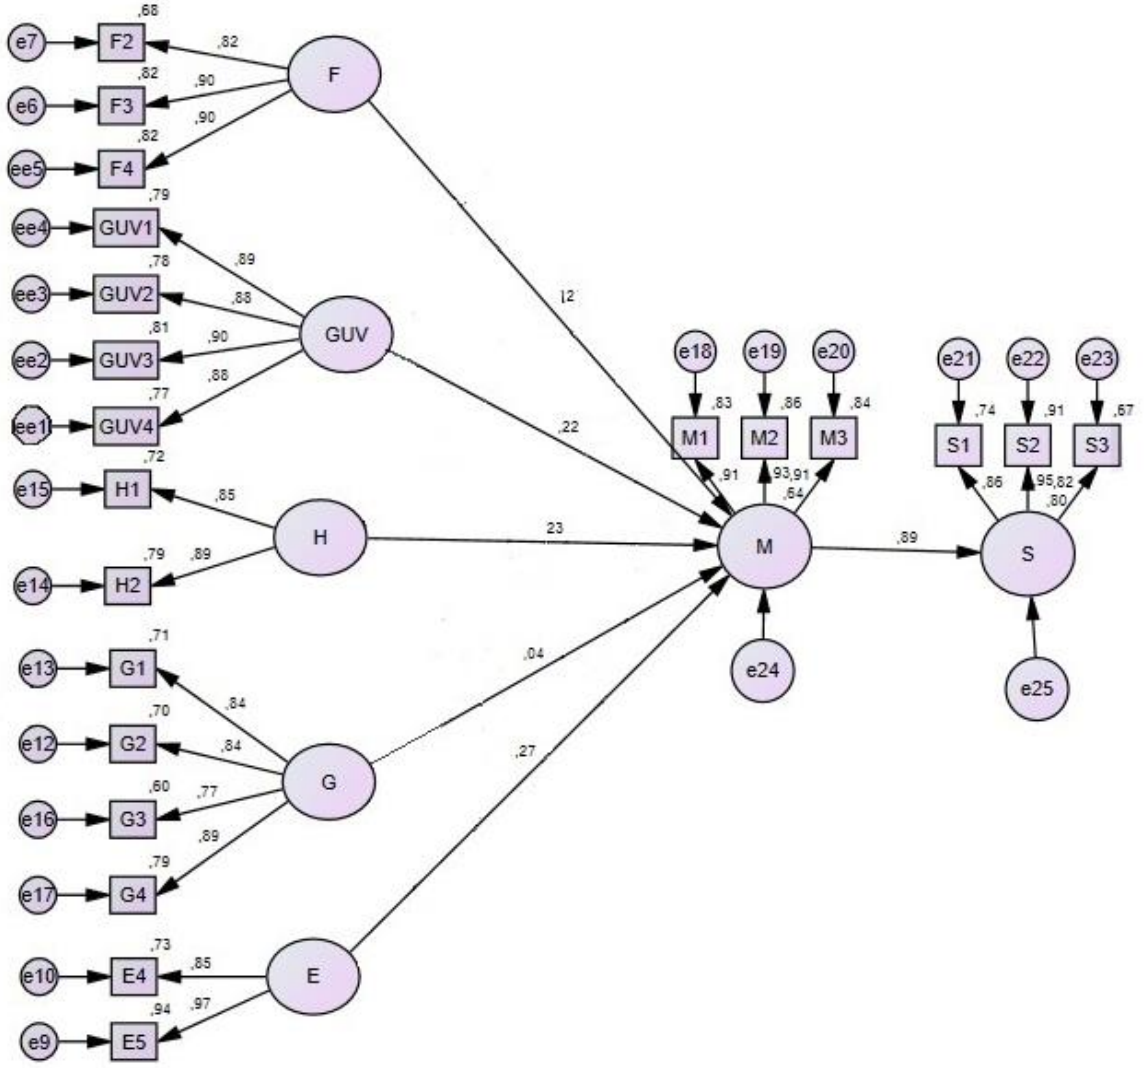 ,68
e7 F2 ,82
F
,82
e6 F3 ,90
,82
ee5 F4 ,90
,79
ee4 GUV1 ,89
,78
ee3 GUV2 ,88
GUV
,81
ee2 GUV3 ,90
,77
ee1 GUV4 ,88
12
,22
e18 e19 e20
,83 ,86 ,84
M1 M2 M3
,91 ,93 ,91
,64
e21 e22 e23
,74 ,91 ,67
S1 S2 S3
,86 ,95 ,82
,80
,72
e15 H1 ,85
H 23 M ,89 S
,79
e14 H2 ,89
e24 e25
,71
e13 G1 ,84
,04
,70
e12 G2 ,84
G
,60
e16 G3 ,77
,79
e17 G4 ,89
,27
,73
e10 E4 ,85
E
,94
e9 E5 ,97